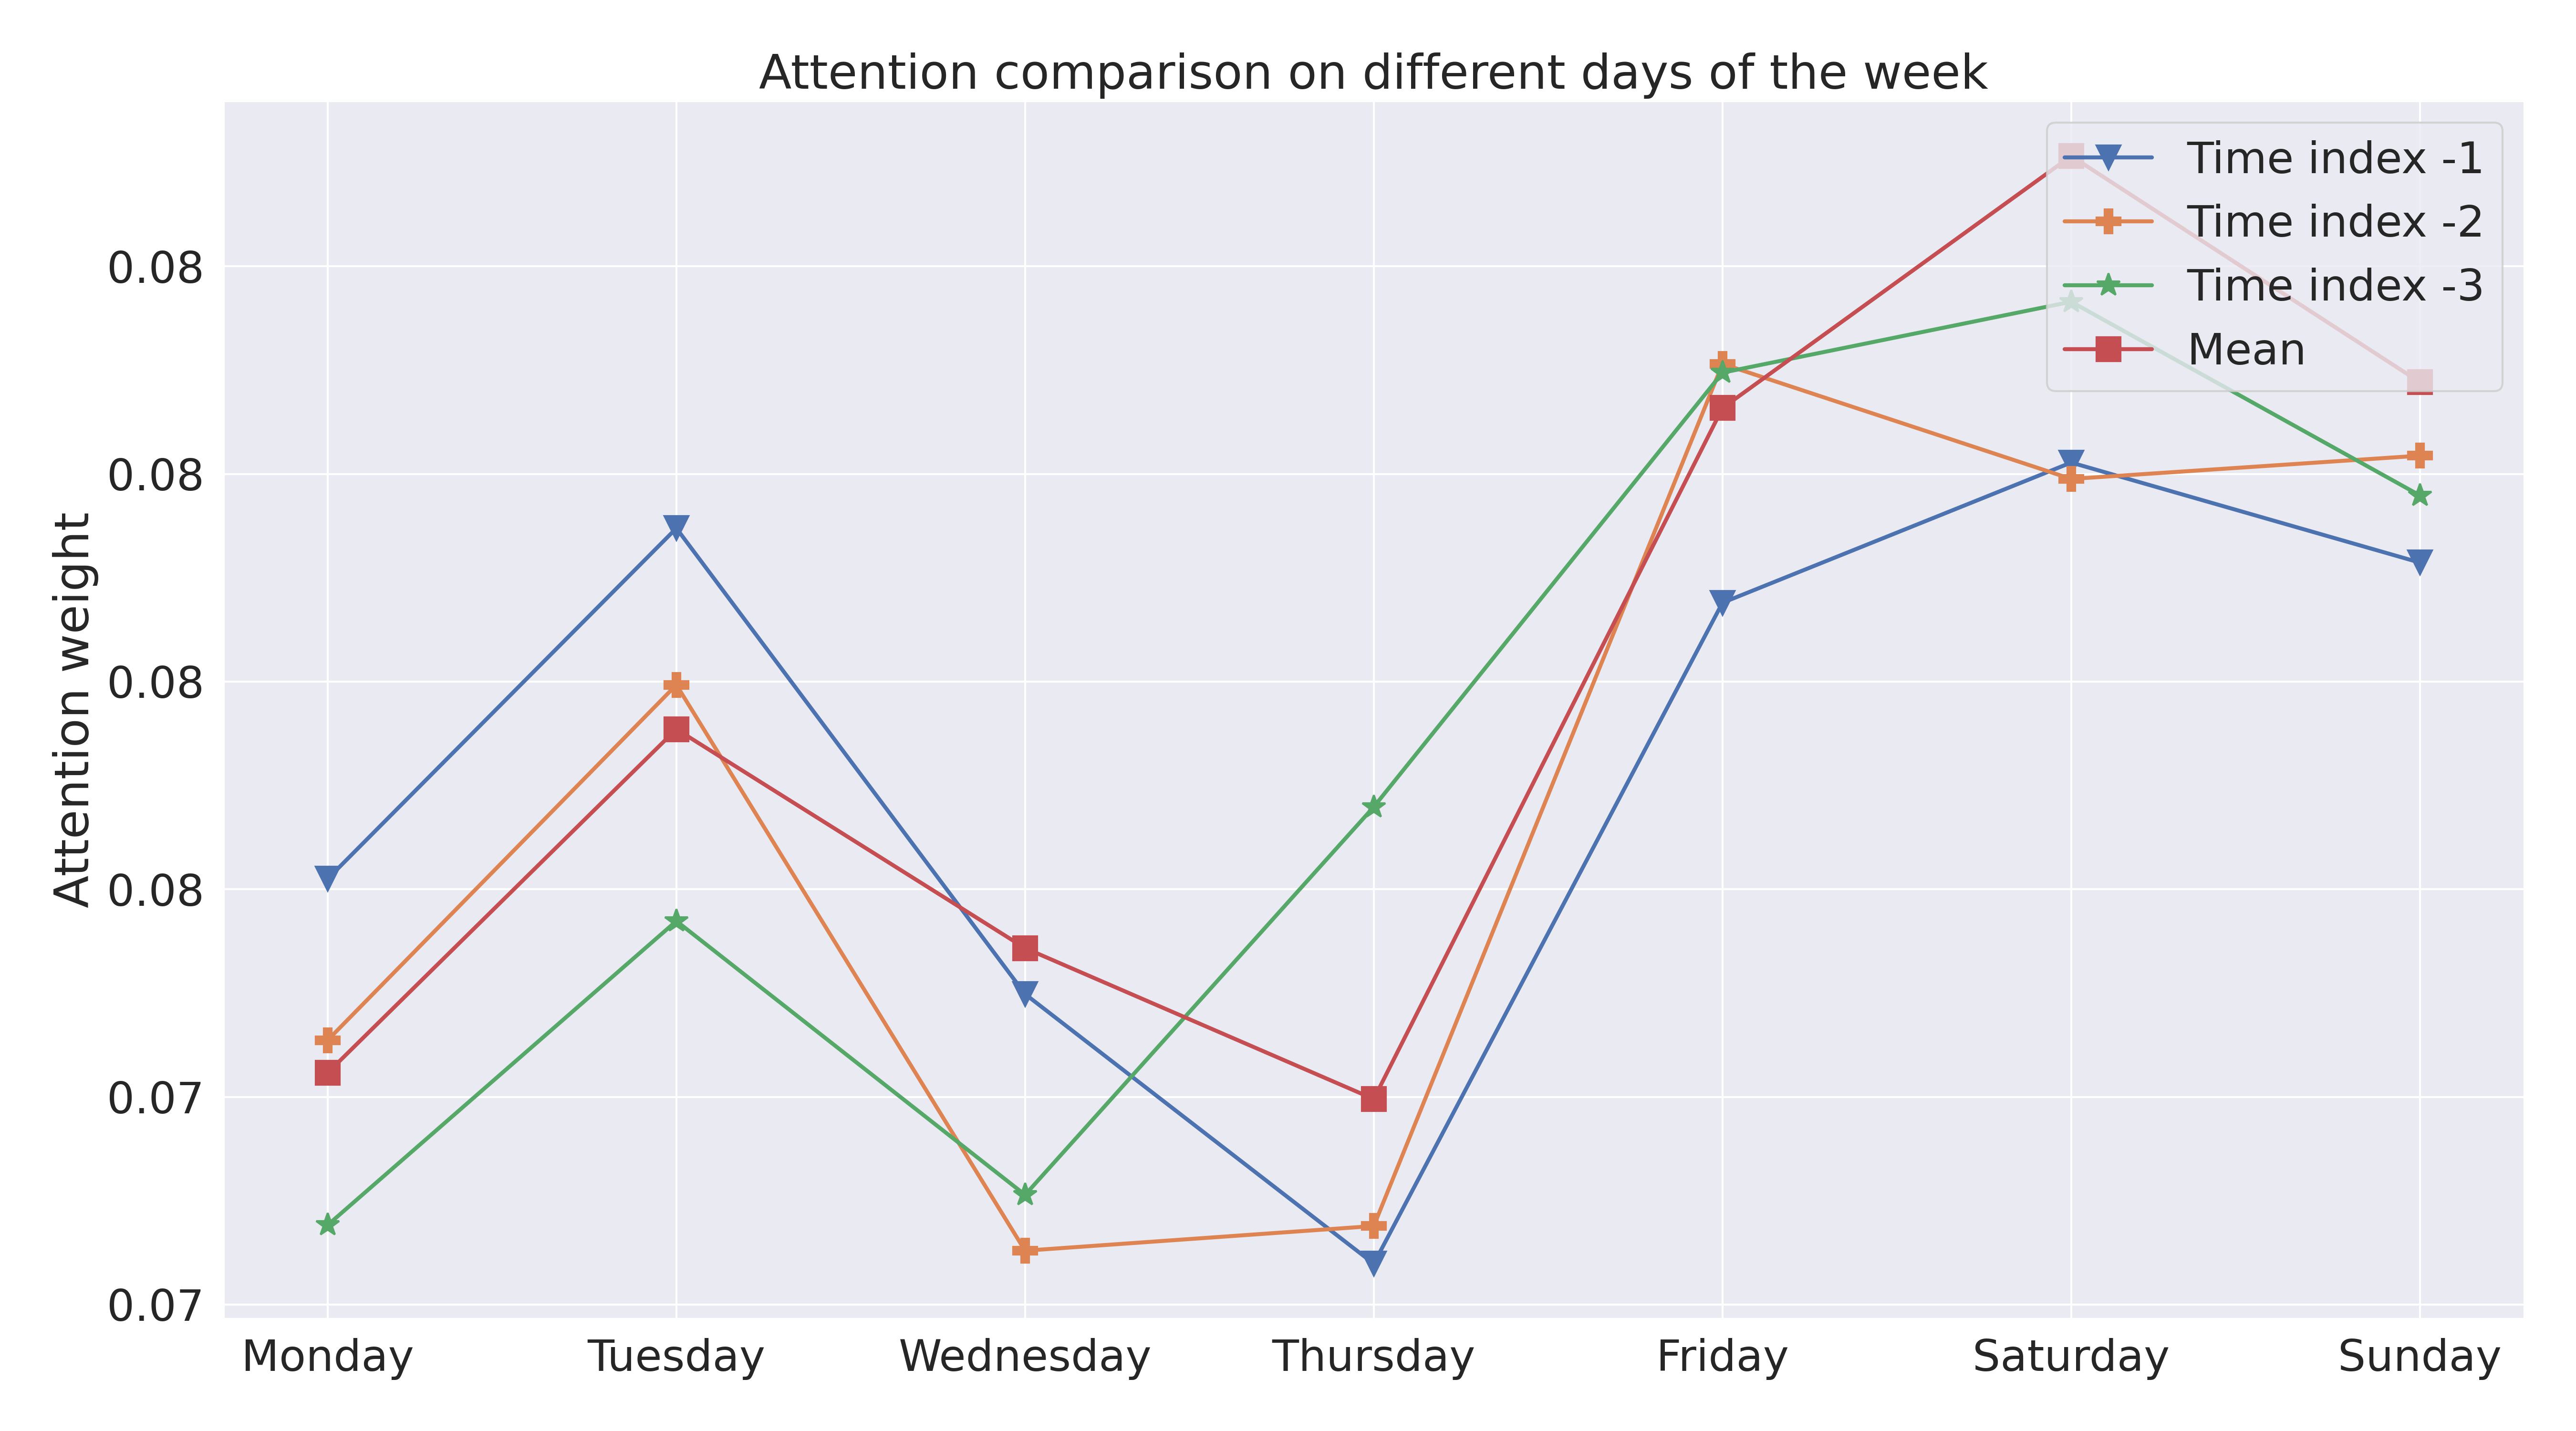 Attention comparison on different days of the week
Attention weight
0.08
0.08
0.08
0.08
0.07
0.07
Time index -1
Time index -2
Time index -3
Mean
Monday Tuesday Wednesday Thursday Friday Saturday Sunday